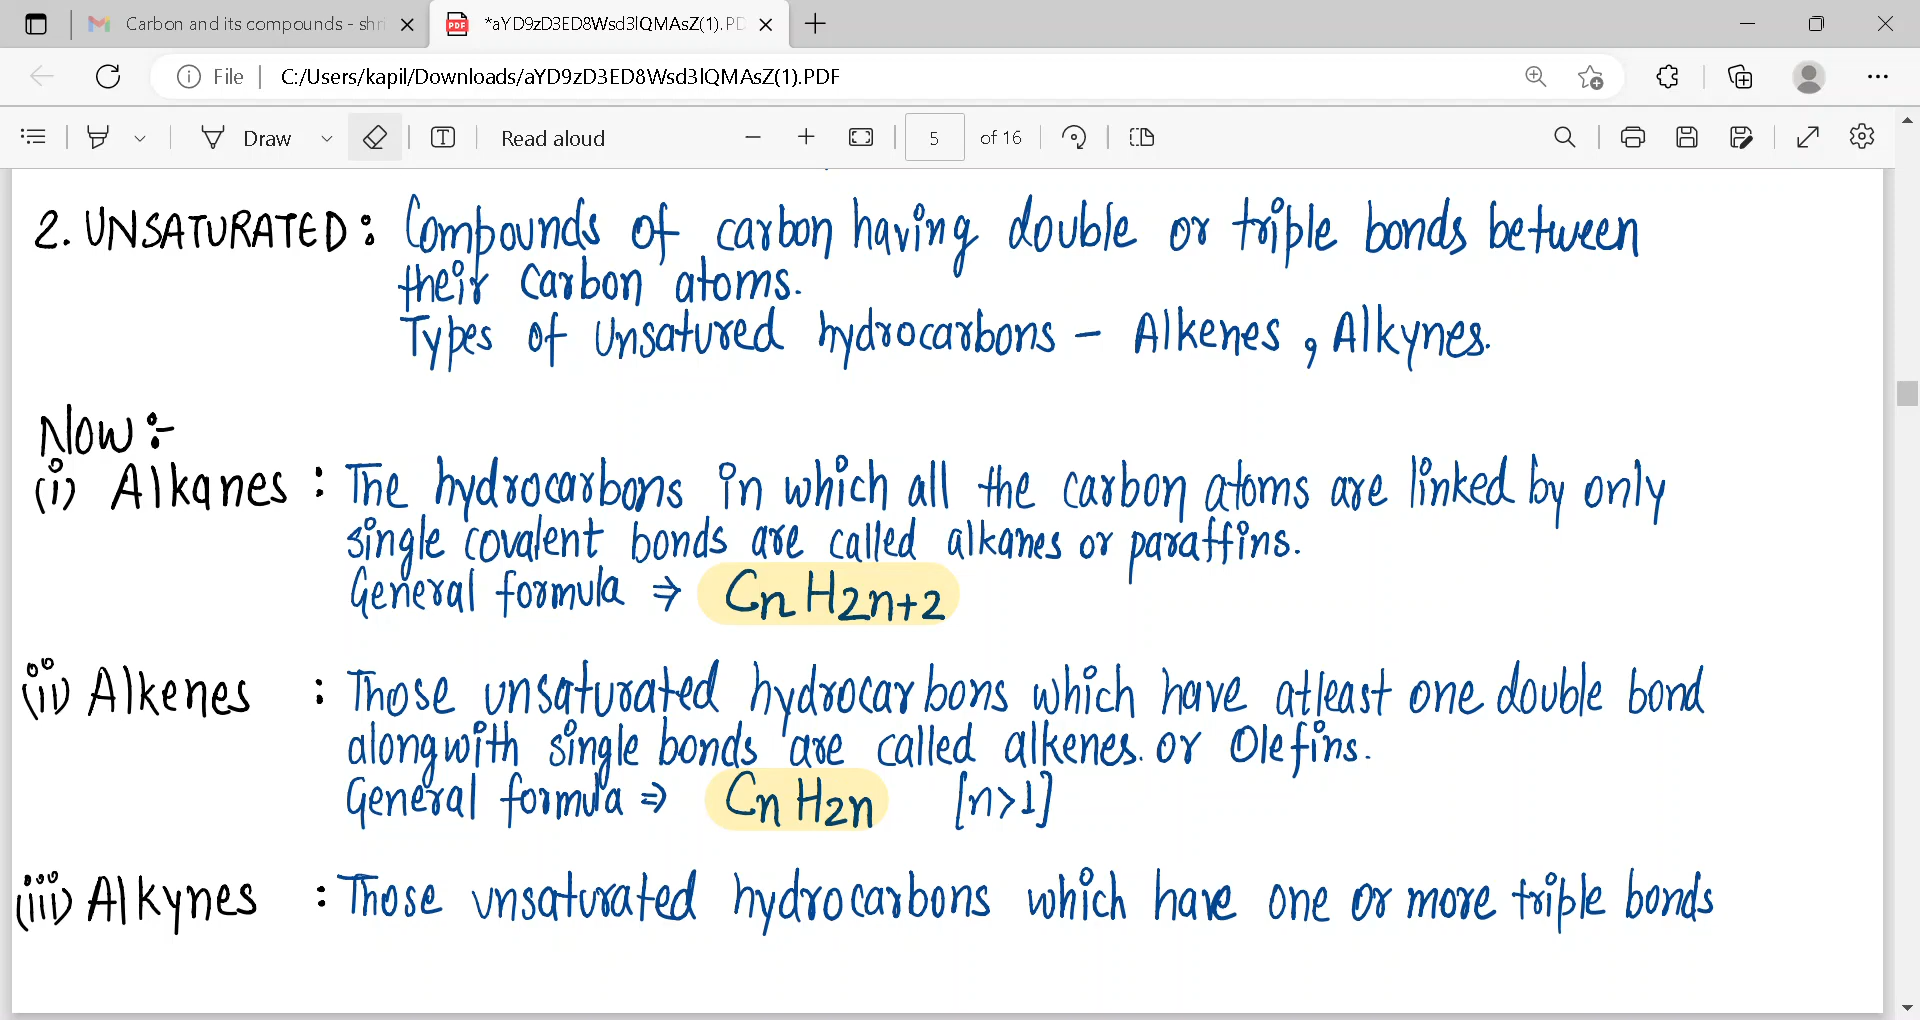 Carbon and its compounds - shri
*aYD9zD3ED8Wsd3lQMAsZ(1).PD
File
C:/Users/kapil/Downloads/aYD9zD3ED8Wsd3lQMAsZ(1).PDF
Draw
Read aloud
5 of 16
2. UNSATURATED: Compounds of carbon having double or triple bonds between
their carbon atoms.
Types of Unsatured hydrocarbons - Alkenes, Alkynes.
Now:-
(i) Alkanes : The hydrocarbons in which all the carbon atoms are linked by only
single covalent bonds are called alkanes or paraffins.
General formula ⇒ CnH2n+2
(ii) Alkenes : Those unsaturated hydrocarbons which have atleast one double bond
alongwith single bonds are called alkenes. or Olefins.
General formula ⇒ CnH2n [n>1]
(iii) Alkynes : Those unsaturated hydrocarbons which have one or more triple bonds